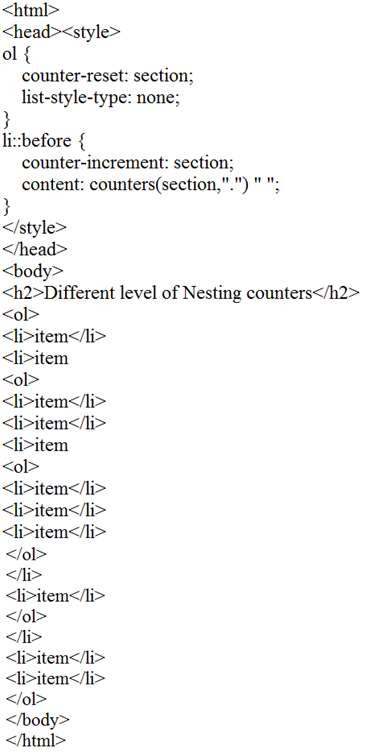 <html>
<head><style>
ol {
counter-reset: section;
list-style-type: none;
}
li::before {
counter-increment: section;
content: counters(section,".") " ";
}
</style>
</head>
<body>
<h2>Different level of Nesting counters</h2>
<ol>
<li>item</li>
<li>item
<ol>
<li>item</li>
<li>item</li>
<li>item
<ol>
<li>item</li>
<li>item</li>
<li>item</li>
</ol>
</li>
<li>item</li>
</ol>
</li>
<li>item</li>
<li>item</li>
</ol>
</body>
</html>